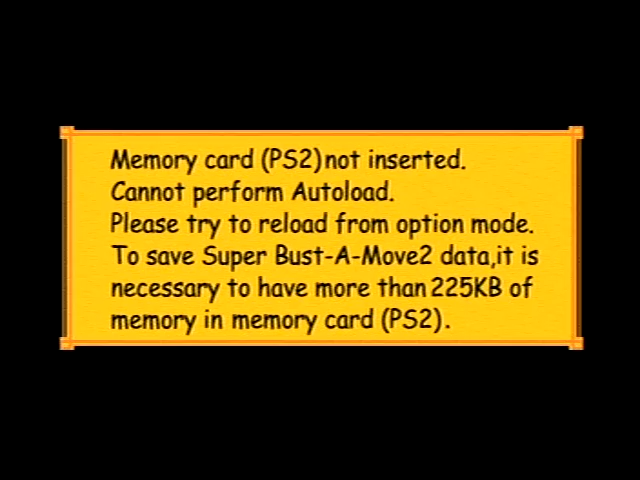 Memory card (PS2)not inserted.
Cannot perform Autoload.
Please try to reload from option mode.
To save Super Bust-A-Move2 data,it is
necessary to have more than 225KB of
memory in memory card (PS2).